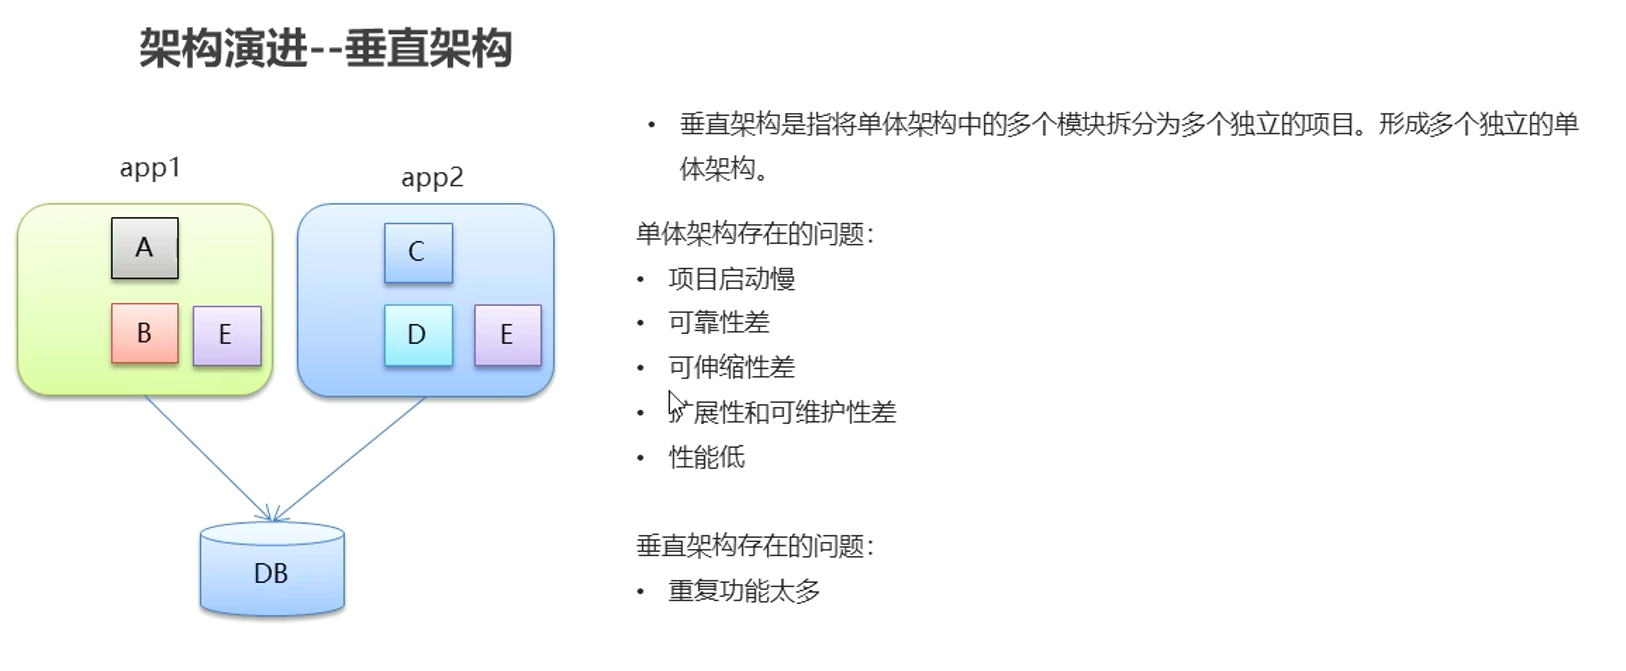 架构演进--垂直架构
app1
app2
A
B
E
C
D
E
DB
• 垂直架构是指将单体架构中的多个模块拆分为多个独立的项目。形成多个独立的单
体架构。
单体架构存在的问题：
• 项目启动慢
• 可靠性差
• 可伸缩性差
• 扩展性和可维护性差
• 性能低
垂直架构存在的问题：
• 重复功能太多